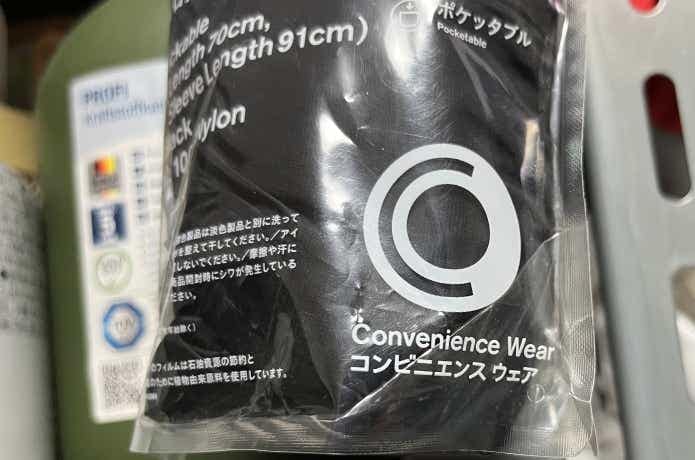 ckable
ength 70cm,
Sleeve Length 91cm)
ock
Nylon
ポケッタブル
Pocketable
製品は淡色製品と別に洗って
を整えて干してください。／アイ
しないでください。／摩擦や汗に
商品開封時にシワが発生している
ださい。
のフィルムは石油資源の節約と
のために植物由来原料を使用しています。
Convenience Wear
コンビニエンス ウェア
PROFI